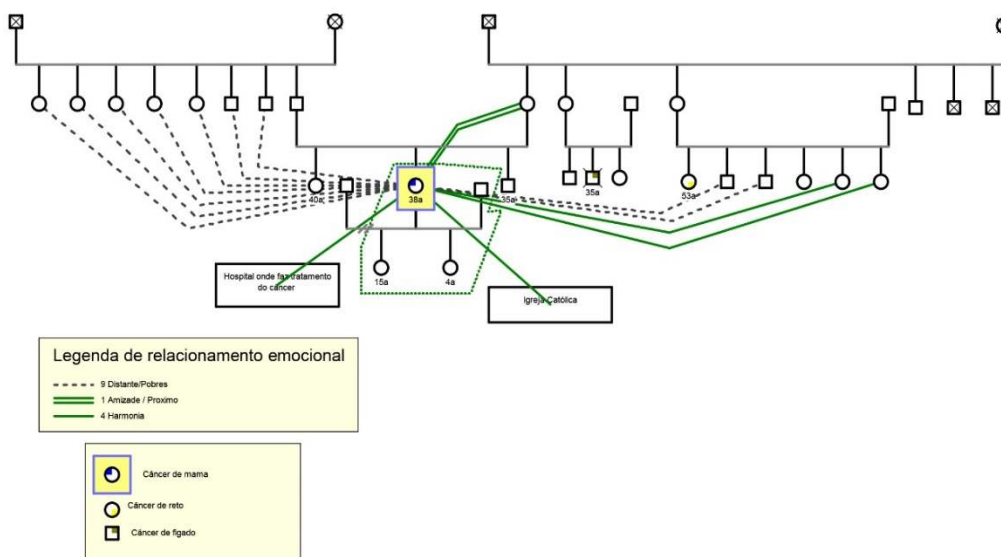 35a
40a
38a
35a
53a
15a
4a
Hospital onde faz tratamento
do câncer
Igreja Católica
Legenda de relacionamento emocional
9 Distante/Pobres
1 Amizade / Proximo
4 Harmonia
Câncer de mama
Câncer de reto
Câncer de figado